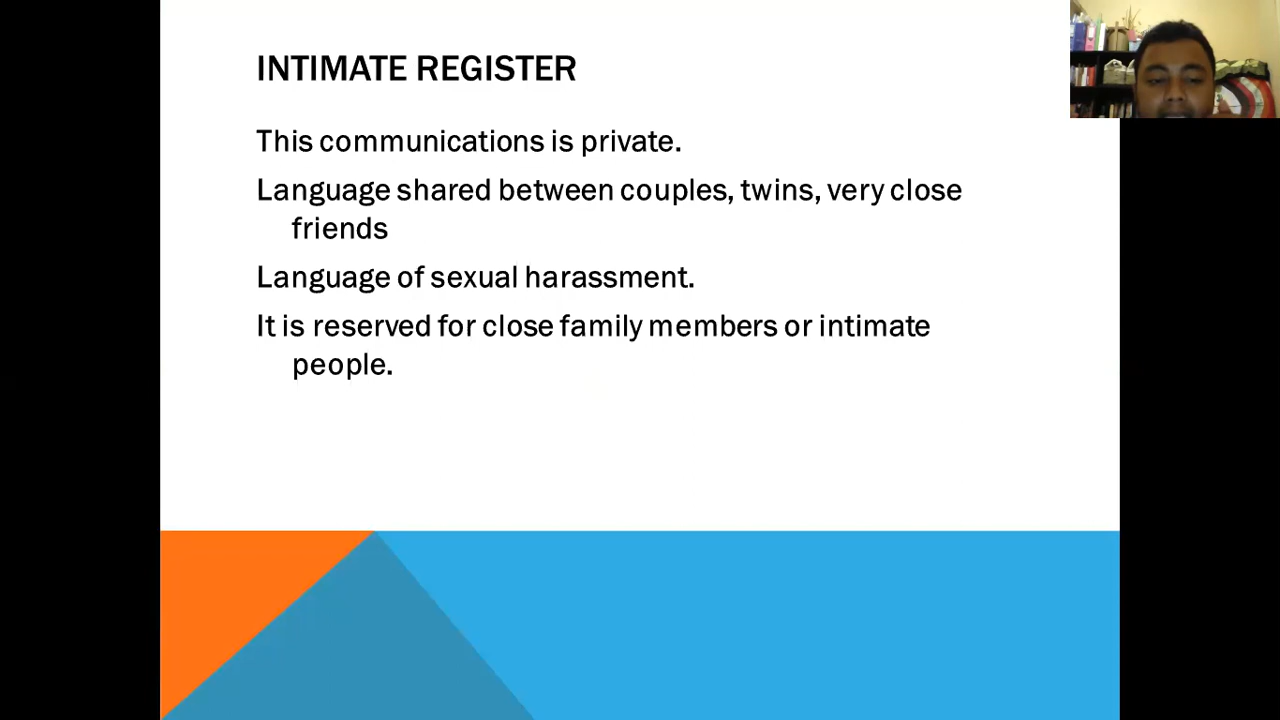 INTIMATE REGISTER
This communications is private.
Language shared between couples, twins, very close
friends
Language of sexual harassment.
It is reserved for close family members or intimate
people.